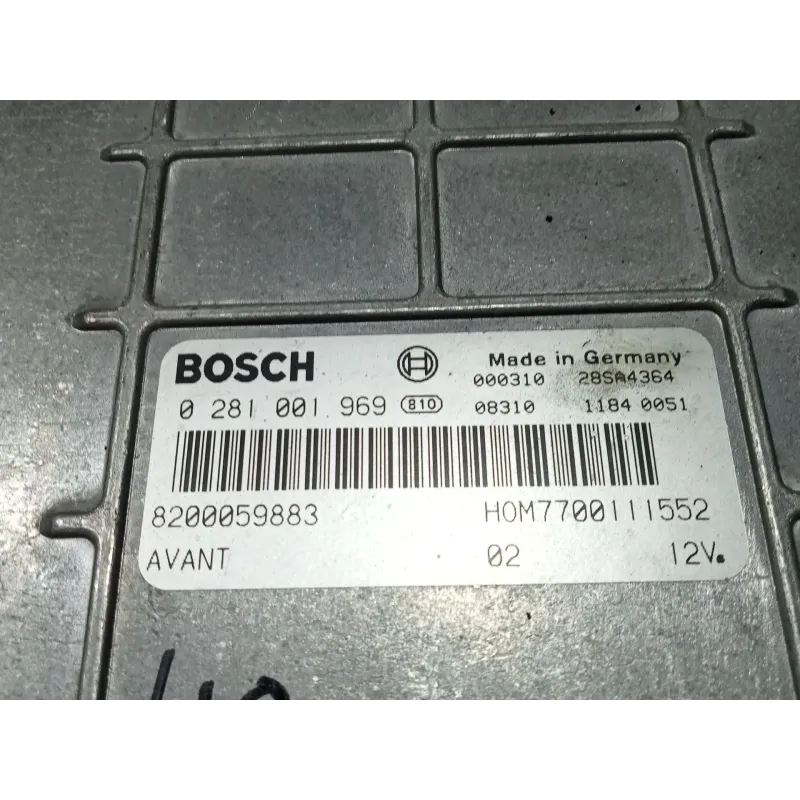 BOSCH Made in Germany
000310 28SA4364
0 281 001 969 810 08310 1184 0051
8200059883 HOM7700111552
AVANT 02 12V